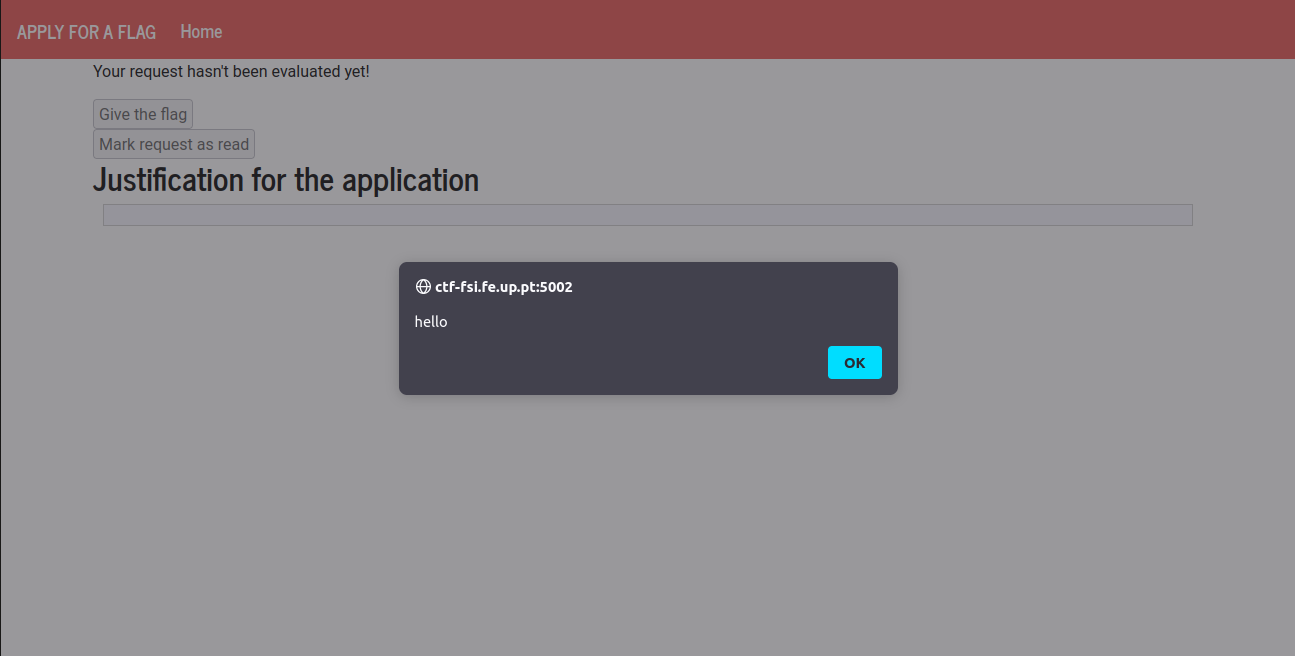 APPLY FOR A FLAG Home
Your request hasn't been evaluated yet!
Give the flag
Mark request as read
Justification for the application
ctf-fsi.fe.up.pt:5002
hello
OK